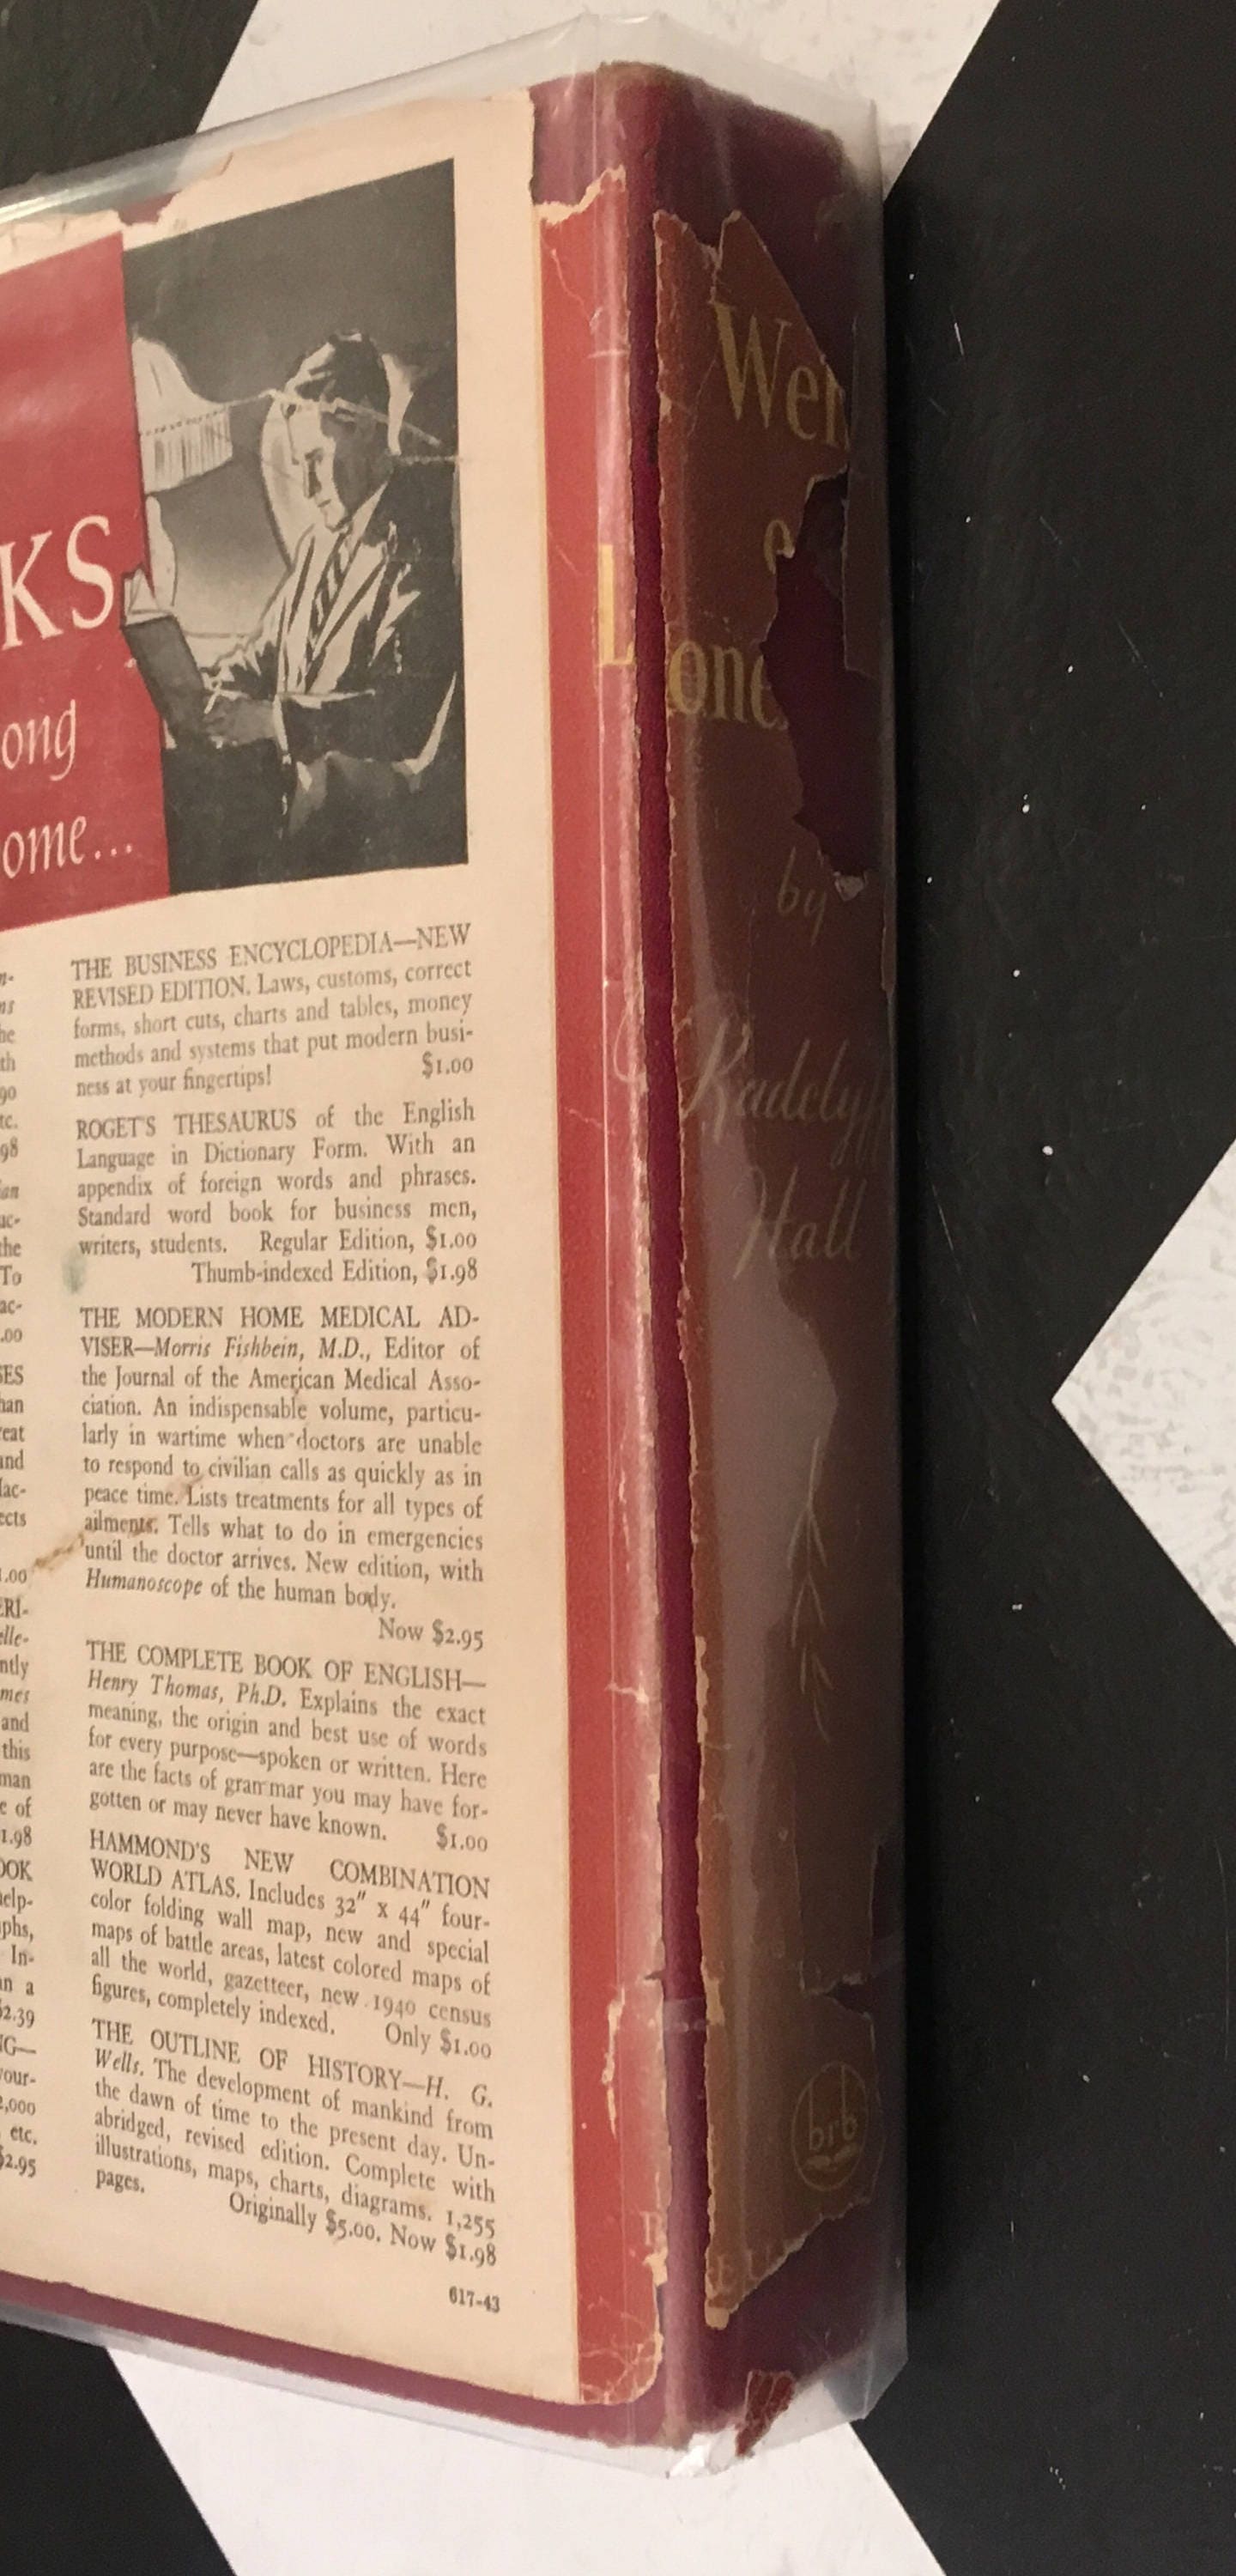 KS
ong
ome...
THE BUSINESS ENCYCLOPEDIA—NEW
REVISED EDITION. Laws, customs, correct
forms, short cuts, charts and tables, money
methods and systems that put modern busi-
ness at your fingertips! $1.00
ROGET'S THESAURUS of the English
Language in Dictionary Form. With an
appendix of foreign words and phrases.
Standard word book for business men,
writers, students. Regular Edition, $1.00
Thumb-indexed Edition, $1.98
THE MODERN HOME MEDICAL AD-
VISER—Morris Fishbein, M.D., Editor of
the Journal of the American Medical Asso-
ciation. An indispensable volume, particu-
larly in wartime when doctors are unable
to respond to civilian calls as quickly as in
peace time. Lists treatments for all types of
ailments. Tells what to do in emergencies
until the doctor arrives. New edition, with
Humanoscope of the human body.
Now $2.95
THE COMPLETE BOOK OF ENGLISH—
Henry Thomas, Ph.D. Explains the exact
meaning, the origin and best use of words
for every purpose—spoken or written. Here
are the facts of grammar you may have for-
gotten or may never have known. $1.00
HAMMOND'S NEW COMBINATION
WORLD ATLAS. Includes 32" x 44" four-
color folding wall map, new and special
maps of battle areas, latest colored maps of
all the world, gazetteer, new 1940 census
figures, completely indexed. Only $1.00
THE OUTLINE OF HISTORY—H. G.
Wells. The development of mankind from
the dawn of time to the present day. Un-
abridged, revised edition. Complete with
illustrations, maps, charts, diagrams. 1,255
pages.
Originally $5.00. Now $1.98
617-43
Wel
e
L one
by
Radcly
Hall
brb